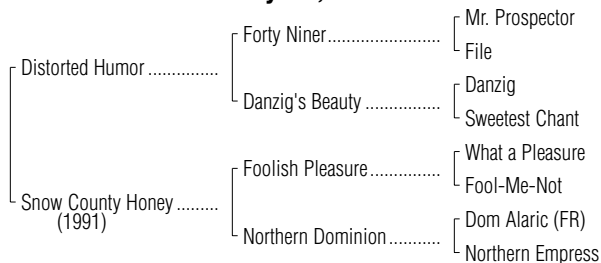 Forty Niner
Mr. Prospector
File
Distorted Humor
Danzig's Beauty
Danzig
Sweetest Chant
Foolish Pleasure
What a Pleasure
Fool-Me-Not
Snow County Honey
(1991)
Northern Dominion
Dom Alaric (FR)
Northern Empress